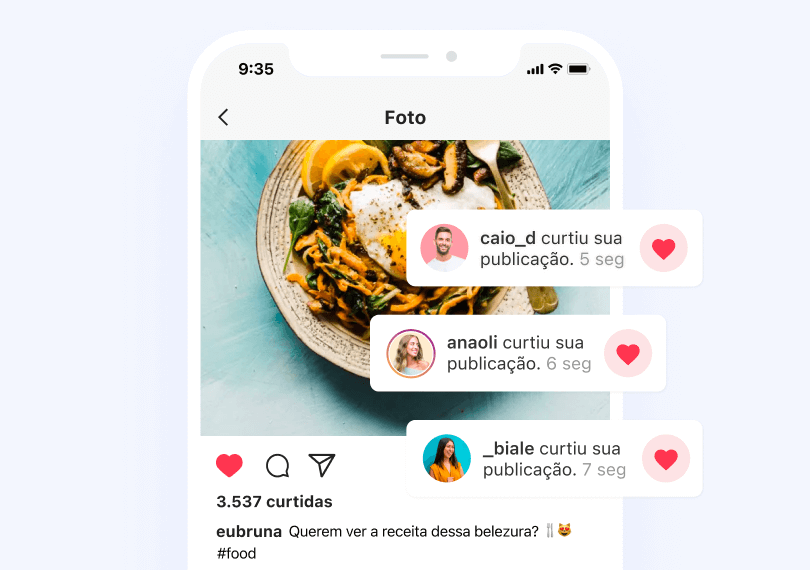 9:35
Foto
caio_d curtiu sua
publicação. 5 seg
anaoli curtiu sua
publicação. 6 seg
_biale curtiu sua
publicação. 7 seg
3.537 curtidas
eubruna Querem ver a receita dessa belezura? 🍴😻
#food